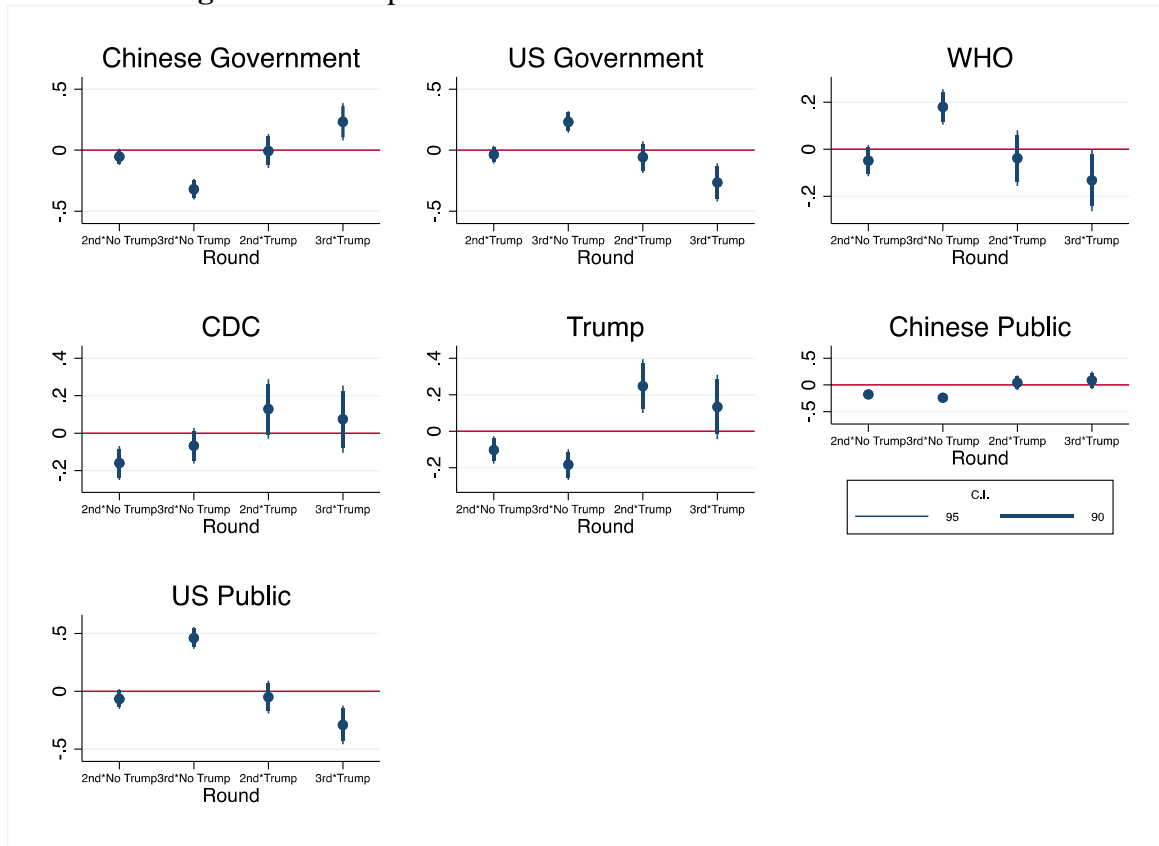 Chinese Government
US Government
WHO
.5
0
-.5
2nd*No Trump 3rd*No Trump 2nd*Trump 3rd*Trump
Round
.5
0
-.5
2nd*Trump 3rd*No Trump 2nd*Trump 3rd*Trump
Round
.2
0
-.2
2nd*No Trump 3rd*No Trump 2nd*Trump 3rd*Trump
Round
CDC
Trump
Chinese Public
.4
.2
0
-.2
2nd*No Trump 3rd*No Trump 2nd*Trump 3rd*Trump
Round
.4
.2
0
-.2
2nd*No Trump 3rd*No Trump 2nd*Trump 3rd*Trump
Round
.5
0
-.5
2nd*No Trump 3rd*No Trump 2nd*Trump 3rd*Trump
Round
C.I.
95 90
US Public
.5
0
-.5
2nd*No Trump 3rd*No Trump 2nd*Trump 3rd*Trump
Round